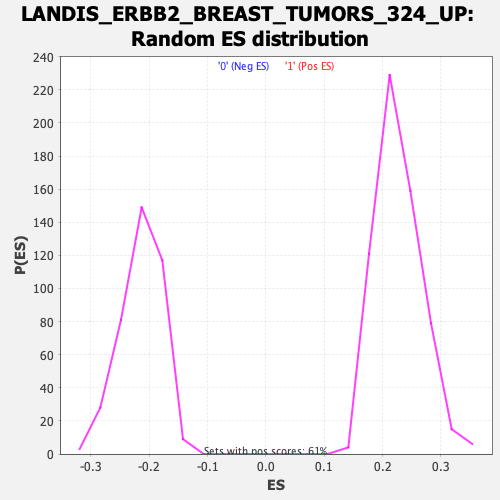 LANDIS_ERBB2_BREAST_TUMORS_324_UP:
Random ES distribution
'0' (Neg ES) '1' (Pos ES)
240
220
200
180
160
140
120
100
80
60
40
20
0
P(ES)
Sets with pos scores: 61%
-0.3 -0.2 -0.1 0.0 0.1 0.2 0.3
ES